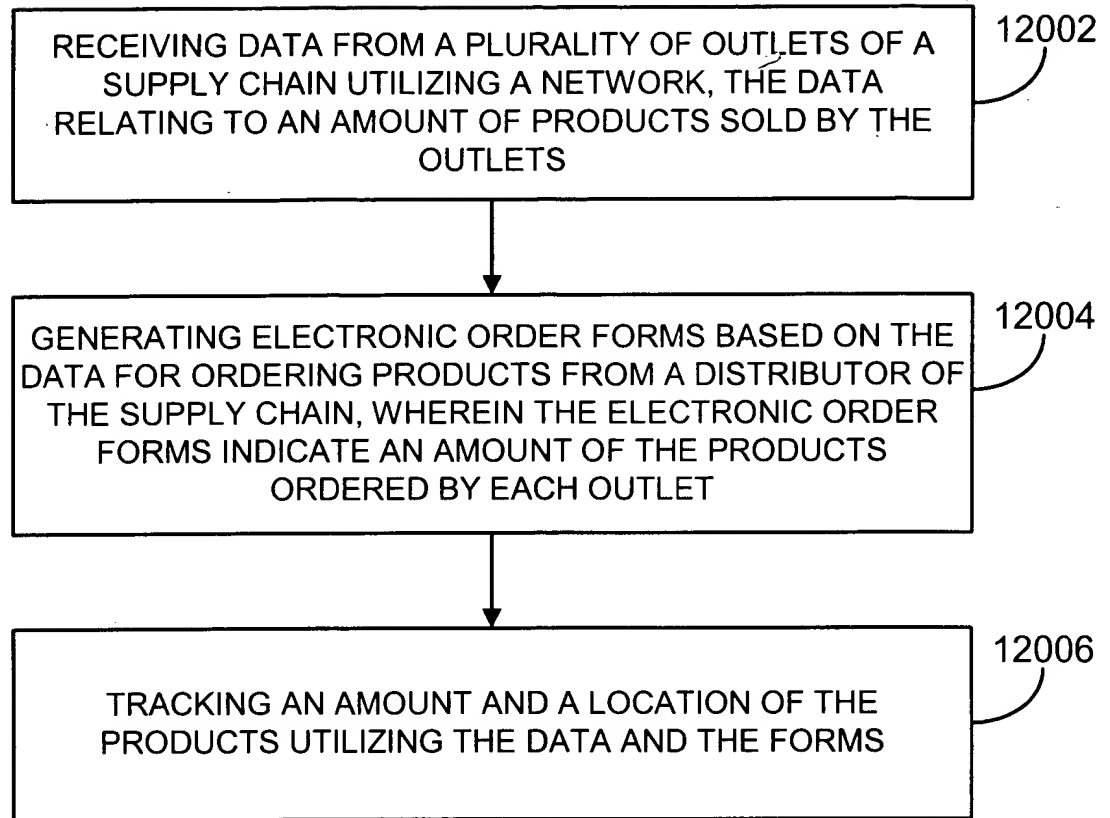 RECEIVING DATA FROM A PLURALITY OF OUTLETS OF A
SUPPLY CHAIN UTILIZING A NETWORK, THE DATA
RELATING TO AN AMOUNT OF PRODUCTS SOLD BY THE
OUTLETS
12002
GENERATING ELECTRONIC ORDER FORMS BASED ON THE
DATA FOR ORDERING PRODUCTS FROM A DISTRIBUTOR OF
THE SUPPLY CHAIN, WHEREIN THE ELECTRONIC ORDER
FORMS INDICATE AN AMOUNT OF THE PRODUCTS
ORDERED BY EACH OUTLET
12004
TRACKING AN AMOUNT AND A LOCATION OF THE
PRODUCTS UTILIZING THE DATA AND THE FORMS
12006